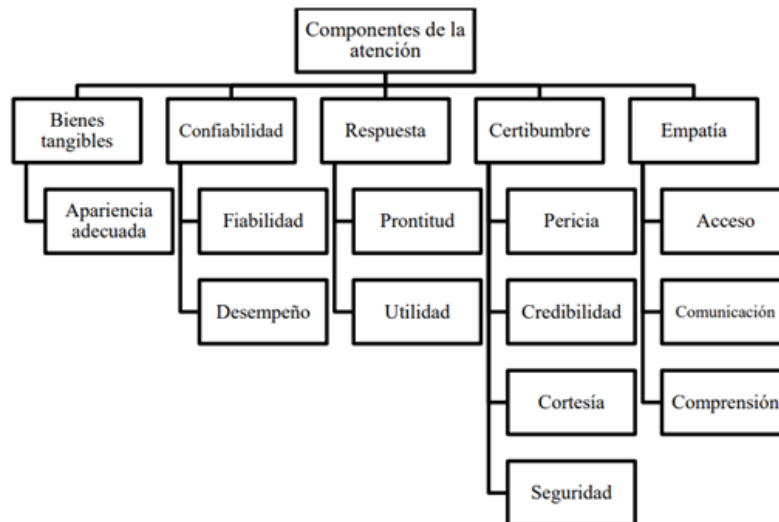 Componentes de la
atención
Bienes
tangibles
Confiabilidad
Respuesta
Certibumbre
Empatía
Apariencia
adecuada
Fiabilidad
Prontitud
Pericia
Acceso
Desempeño
Utilidad
Credibilidad
Comunicación
Cortesía
Comprensión
Seguridad